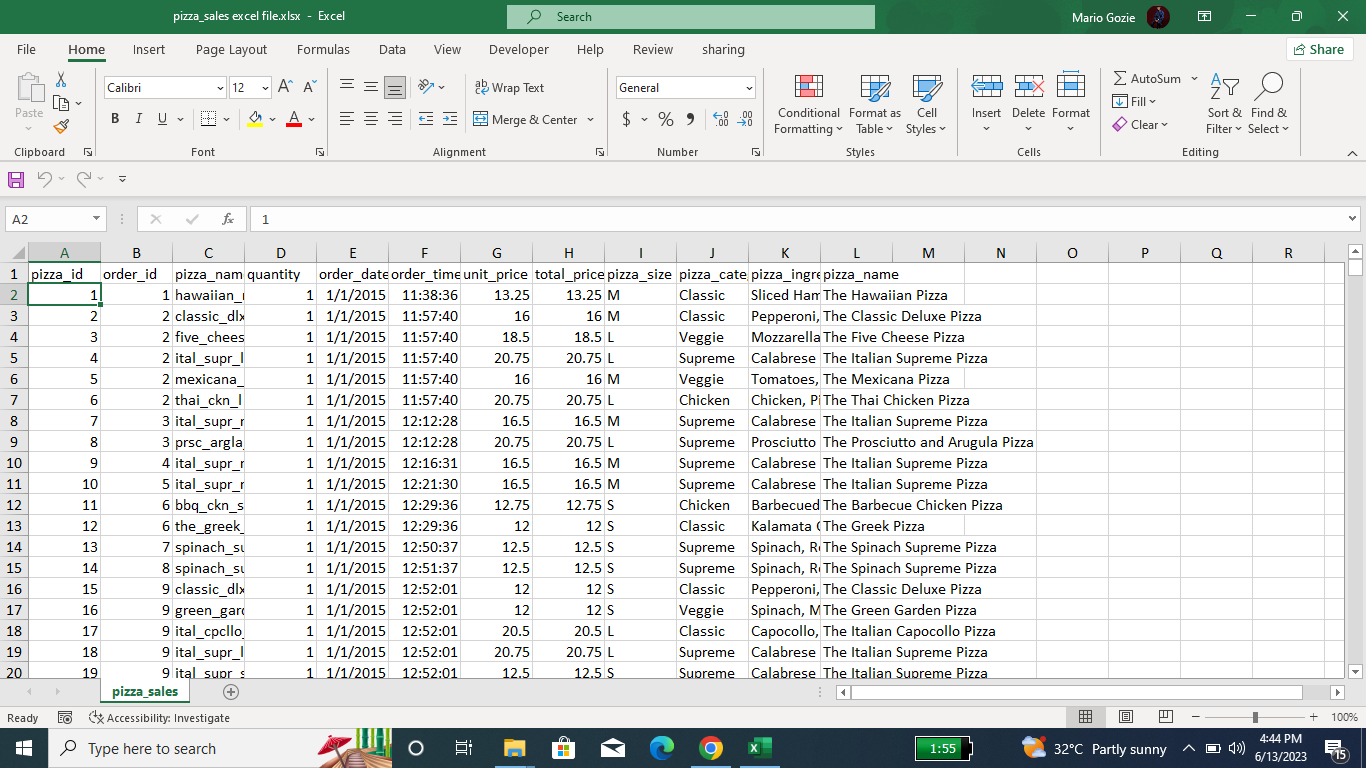 pizza_sales excel file.xlsx - Excel
Search
Mario Gozie
File Home Insert Page Layout Formulas Data View Developer Help Review sharing
Share
Paste
Calibri 12
Wrap Text
Merge & Center
General
Conditional Formatting
Format as Table
Cell Styles
Insert Delete Format
AutoSum
Fill
Clear
Sort & Filter
Find & Select
Clipboard Font Alignment Number Styles Cells Editing
A2 fx 1
A B C D E F G H I J K L M N O P Q R
1 pizza_id order_id pizza_nam quantity order_date order_time unit_price total_price pizza_size pizza_cate pizza_ingre pizza_name
2 1 1 hawaiian_ 1 1/1/2015 11:38:36 13.25 13.25 M Classic Sliced Ham The Hawaiian Pizza
3 2 2 classic_dlx 1 1/1/2015 11:57:40 16 16 M Classic Pepperoni, The Classic Deluxe Pizza
4 3 2 five_chees 1 1/1/2015 11:57:40 18.5 18.5 L Veggie Mozzarella The Five Cheese Pizza
5 4 2 ital_supr_l 1 1/1/2015 11:57:40 20.75 20.75 L Supreme Calabrese The Italian Supreme Pizza
6 5 2 mexicana_ 1 1/1/2015 11:57:40 16 16 M Veggie Tomatoes, The Mexicana Pizza
7 6 2 thai_ckn_l 1 1/1/2015 11:57:40 20.75 20.75 L Chicken Chicken, Pi The Thai Chicken Pizza
8 7 3 ital_supr_r 1 1/1/2015 12:12:28 16.5 16.5 M Supreme Calabrese The Italian Supreme Pizza
9 8 3 prsc_argla_ 1 1/1/2015 12:12:28 20.75 20.75 L Supreme Prosciutto The Prosciutto and Arugula Pizza
10 9 4 ital_supr_r 1 1/1/2015 12:16:31 16.5 16.5 M Supreme Calabrese The Italian Supreme Pizza
11 10 5 ital_supr_r 1 1/1/2015 12:21:30 16.5 16.5 M Supreme Calabrese The Italian Supreme Pizza
12 11 6 bbq_ckn_s 1 1/1/2015 12:29:36 12.75 12.75 S Chicken Barbecued The Barbecue Chicken Pizza
13 12 6 the_greek_ 1 1/1/2015 12:29:36 12 12 S Classic Kalamata The Greek Pizza
14 13 7 spinach_su 1 1/1/2015 12:50:37 12.5 12.5 S Supreme Spinach, Re The Spinach Supreme Pizza
15 14 8 spinach_su 1 1/1/2015 12:51:37 12.5 12.5 S Supreme Spinach, Re The Spinach Supreme Pizza
16 15 9 classic_dlx 1 1/1/2015 12:52:01 12 12 S Classic Pepperoni, The Classic Deluxe Pizza
17 16 9 green_gard 1 1/1/2015 12:52:01 12 12 S Veggie Spinach, M The Green Garden Pizza
18 17 9 ital_cpcllo_ 1 1/1/2015 12:52:01 20.5 20.5 L Classic Capocollo, The Italian Capocollo Pizza
19 18 9 ital_supr_l 1 1/1/2015 12:52:01 20.75 20.75 L Supreme Calabrese The Italian Supreme Pizza
20 19 9 ital_supr_s 1 1/1/2015 12:52:01 12.5 12.5 S Supreme Calabrese The Italian Supreme Pizza
pizza_sales
Ready Accessibility: Investigate 100%
Type here to search
1:55
32°C Partly sunny
4:44 PM
6/13/2023
15